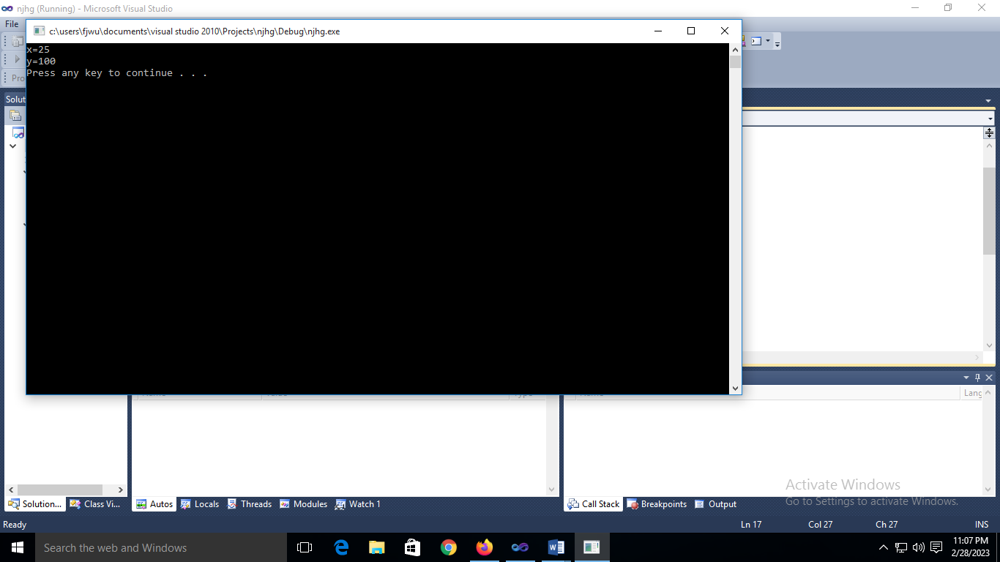 njhg (Running) - Microsoft Visual Studio
File
c:\users\fjwu\documents\visual studio 2010\Projects\njhg\Debug\njhg.exe
x=25
y=100
Press any key to continue . . .
Pro
Solut
Name Value Type
Name Lang
Solution... Class Vi... Autos Locals Threads Modules Watch 1 Call Stack Breakpoints Output
Activate Windows
Go to Settings to activate Windows.
Ready Ln 17 Col 27 Ch 27 INS
Search the web and Windows
11:07 PM
2/28/2023